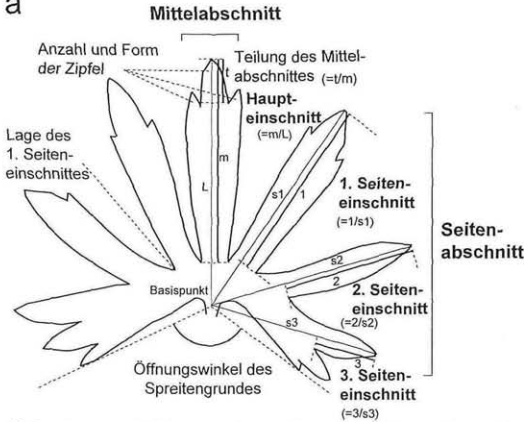 a
Mittelabschnitt
Anzahl und Form
der Zipfel
Teilung des Mittel-
abschnittes (=t/m)
t
Haupt-
einschnitt
(=m/L)
Lage des
1. Seiten-
einschnittes
L
m
s1
1
1. Seiten-
einschnitt
(=1/s1)
Seiten-
abschnitt
s2
2
2. Seiten-
einschnitt
(=2/s2)
Basispunkt
s3
3
3. Seiten-
einschnitt
(=3/s3)
Öffnungswinkel des
Spreitengrundes